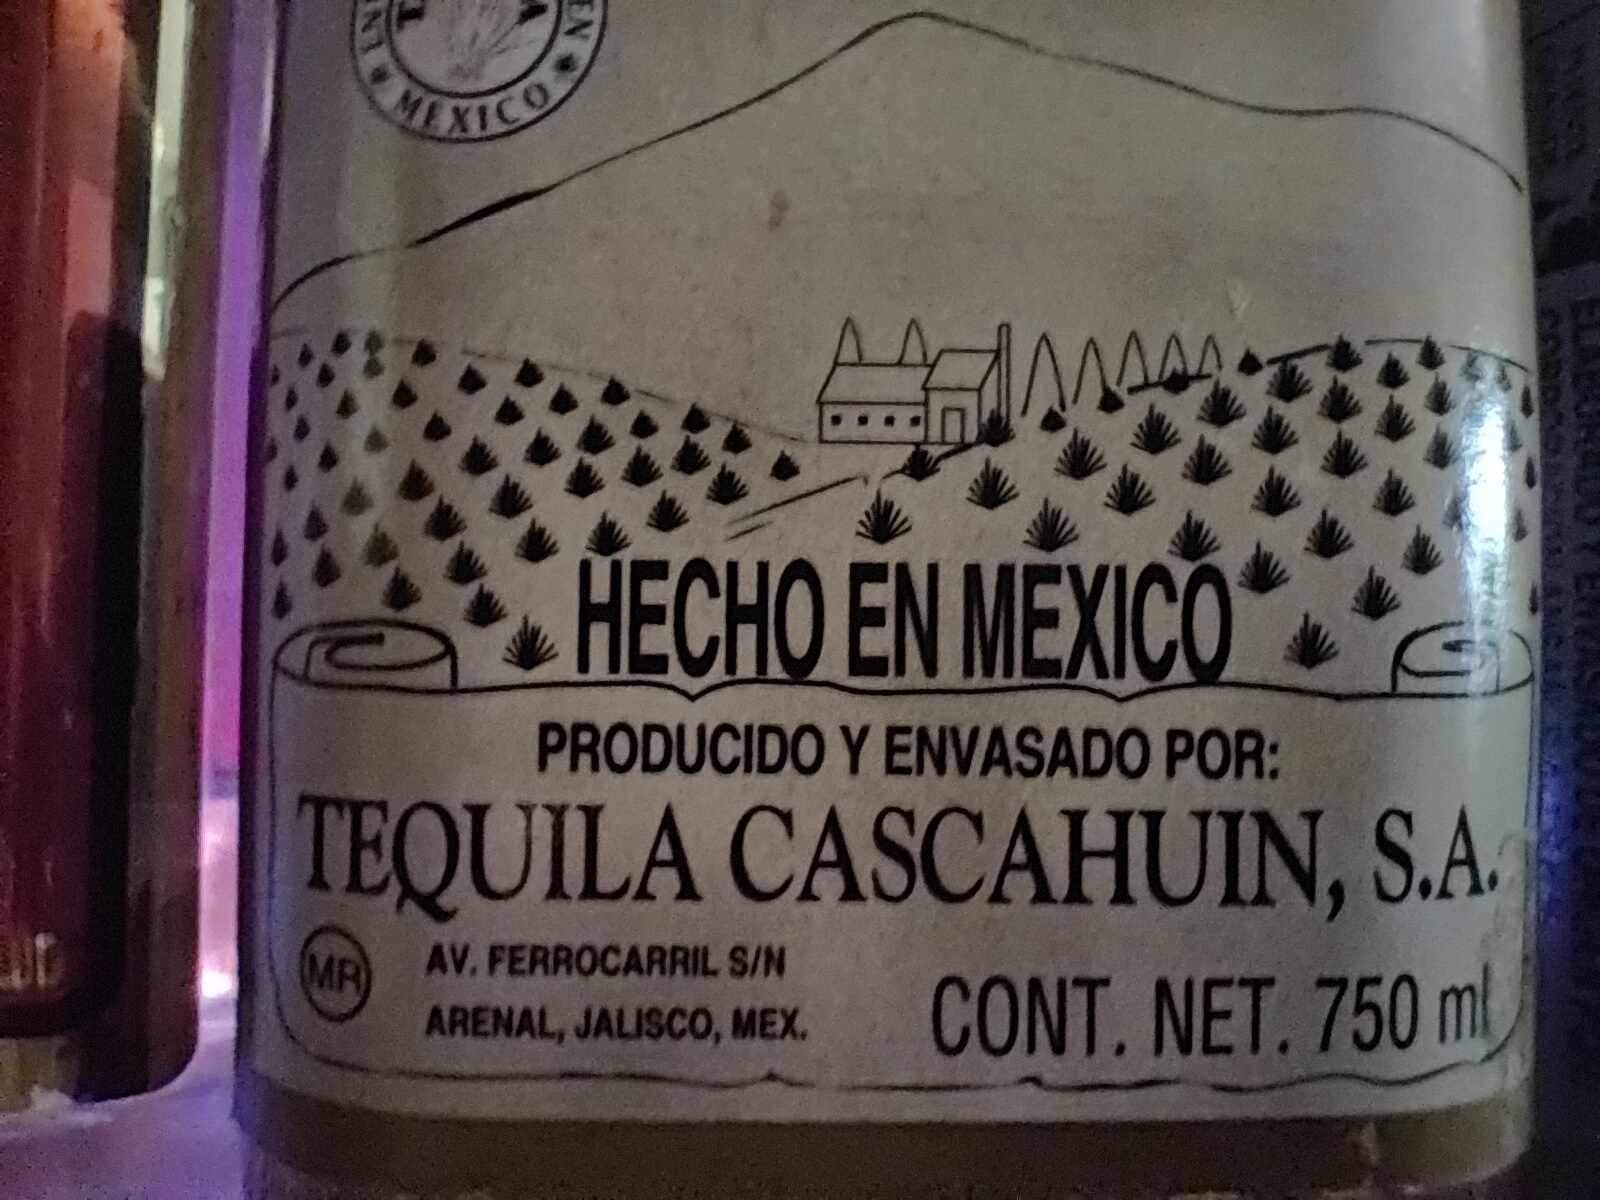 MEXICO
HECHO EN MEXICO
PRODUCIDO Y ENVASADO POR:
TEQUILA CASCAHUIN, S.A.
MR
AV. FERROCARRIL S/N
ARENAL, JALISCO, MEX.
CONT. NET. 750 ml